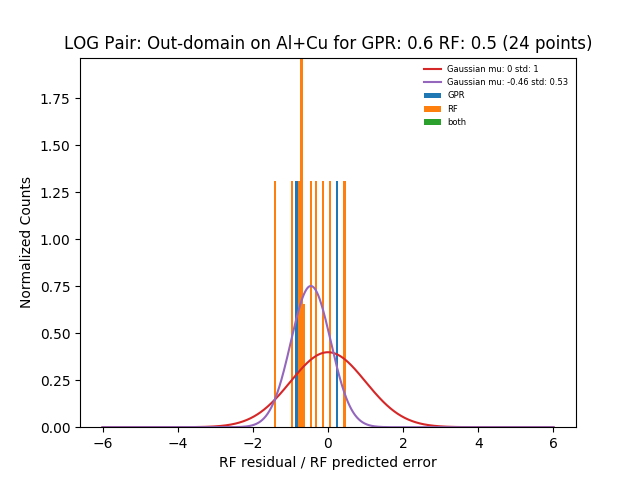 LOG Pair: Out-domain on Al+Cu for GPR: 0.6 RF: 0.5 (24 points)
Gaussian mu: 0 std: 1
Gaussian mu: -0.46 std: 0.53
GPR
RF
both
Normalized Counts
1.75
1.50
1.25
1.00
0.75
0.50
0.25
0.00
−6 −4 −2 0 2 4 6
RF residual / RF predicted error